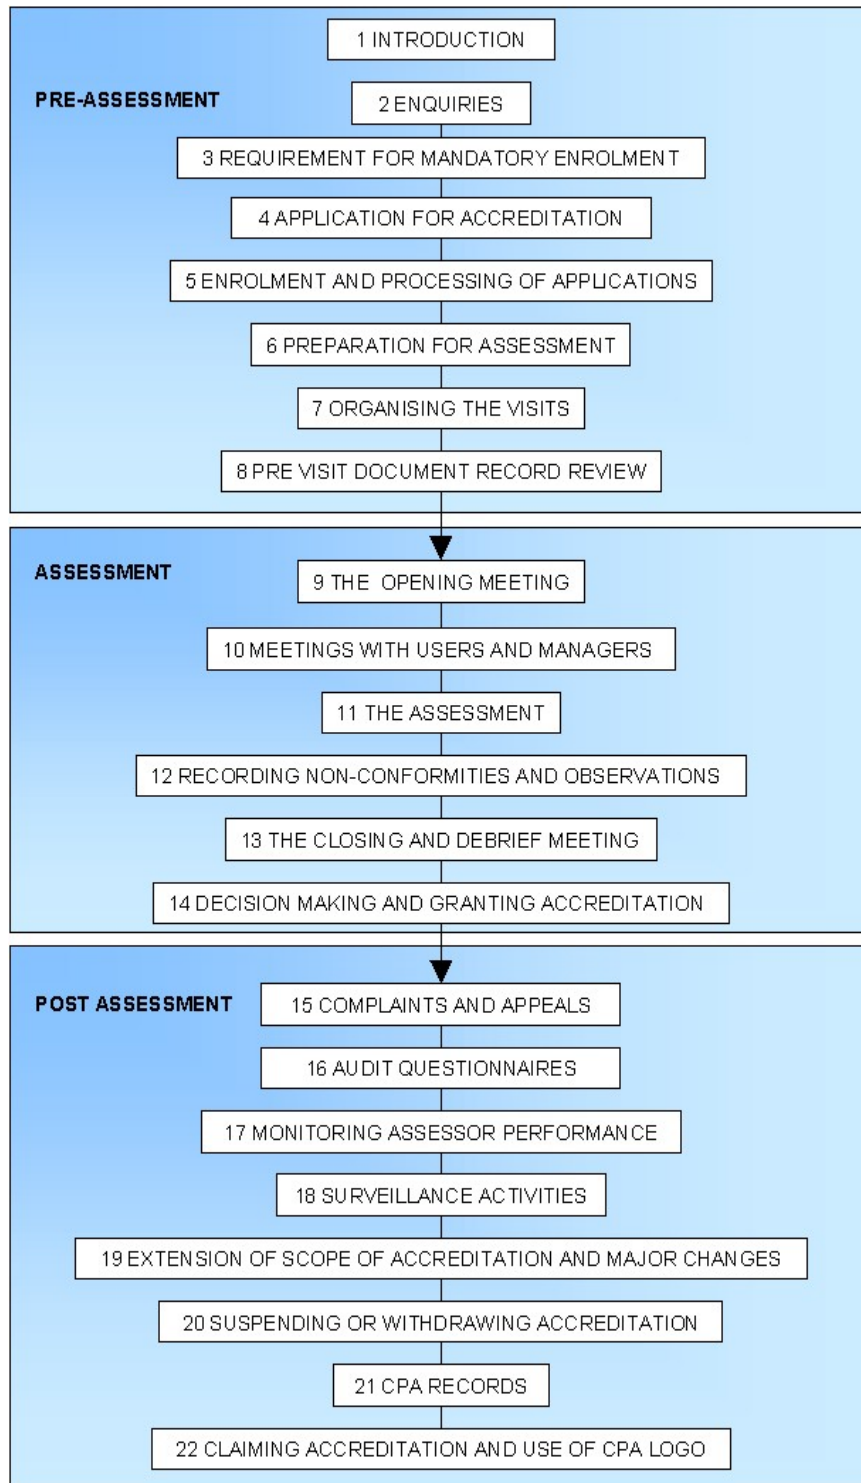 1 INTRODUCTION
PRE-ASSESSMENT
2 ENQUIRIES
3 REQUIREMENT FOR MANDATORY ENROLMENT
4 APPLICATION FOR ACCREDITATION
5 ENROLMENT AND PROCESSING OF APPLICATIONS
6 PREPARATION FOR ASSESSMENT
7 ORGANISING THE VISITS
8 PRE VISIT DOCUMENT RECORD REVIEW
ASSESSMENT
9 THE OPENING MEETING
10 MEETINGS WITH USERS AND MANAGERS
11 THE ASSESSMENT
12 RECORDING NON-CONFORMITIES AND OBSERVATIONS
13 THE CLOSING AND DEBRIEF MEETING
14 DECISION MAKING AND GRANTING ACCREDITATION
POST ASSESSMENT
15 COMPLAINTS AND APPEALS
16 AUDIT QUESTIONNAIRES
17 MONITORING ASSESSOR PERFORMANCE
18 SURVEILLANCE ACTIVITIES
19 EXTENSION OF SCOPE OF ACCREDITATION AND MAJOR CHANGES
20 SUSPENDING OR WITHDRAWING ACCREDITATION
21 CPA RECORDS
22 CLAIMING ACCREDITATION AND USE OF CPA LOGO